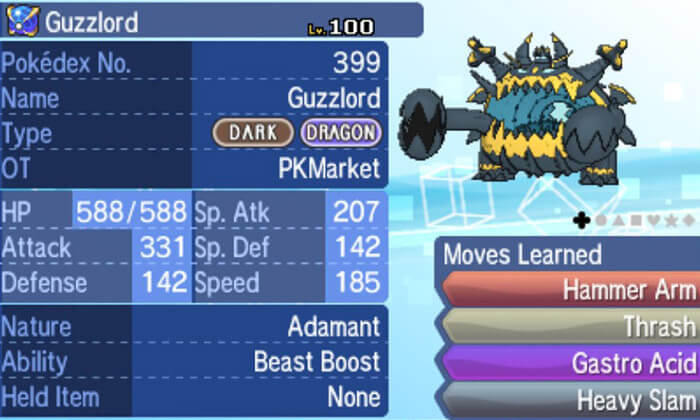 Guzzlord Lv. 100
Pokédex No. 399
Name Guzzlord
Type DARK DRAGON
OT PKMarket
HP 588/588 Sp. Atk 207
Attack 331 Sp. Def 142
Defense 142 Speed 185
Nature Adamant
Ability Beast Boost
Held Item None
Moves Learned
Hammer Arm
Thrash
Gastro Acid
Heavy Slam